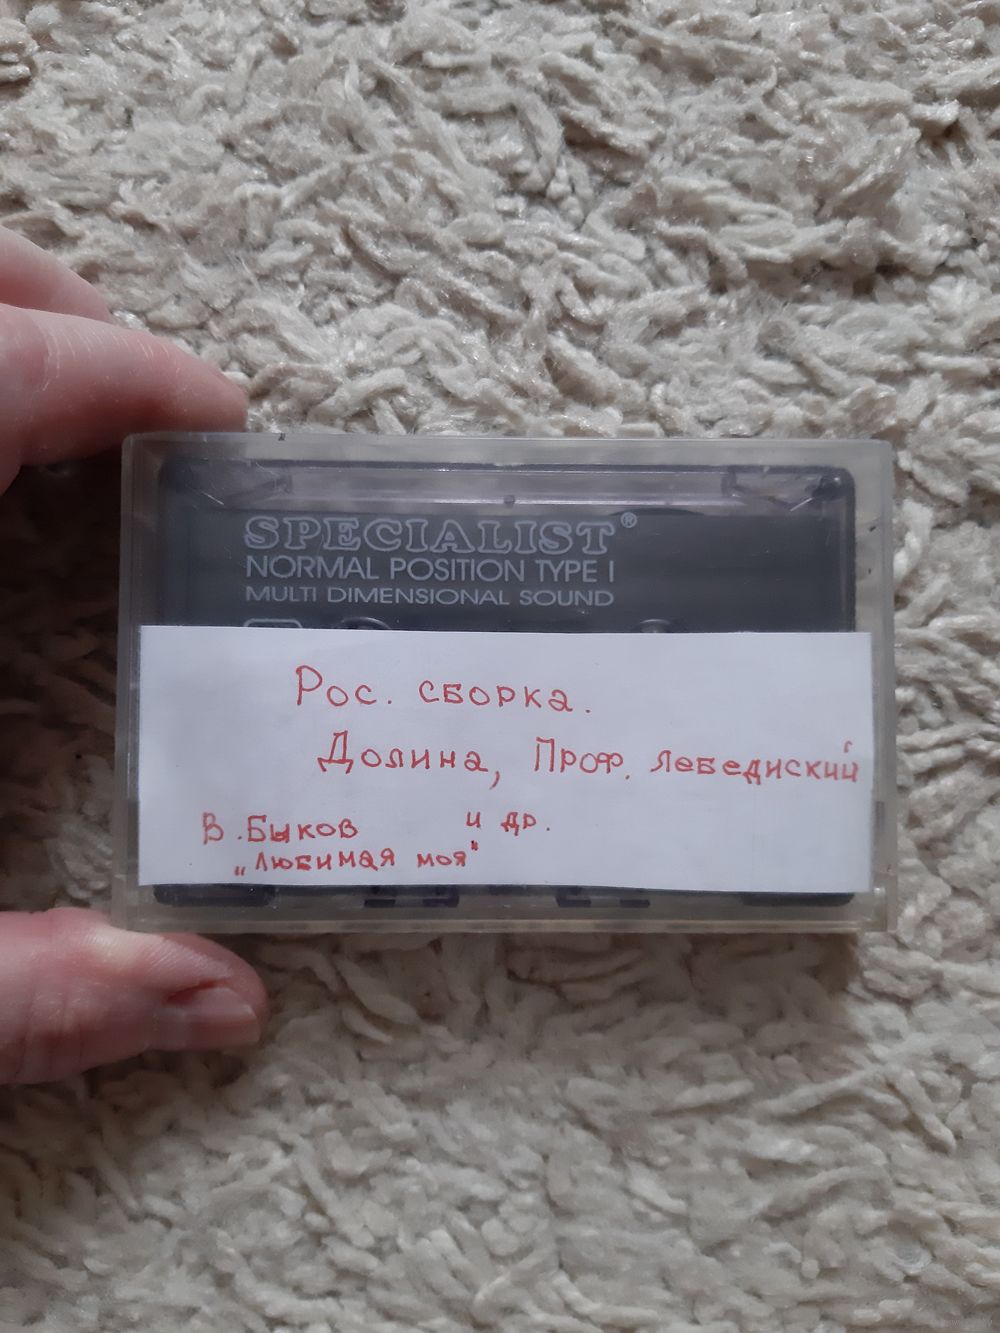 SPECIALIST®
NORMAL POSITION TYPE I
MULTI DIMENSIONAL SOUND
Рос. сборка.
Долина, Проф. Лебедиский
В. Быков и др.
„Любимая моя"